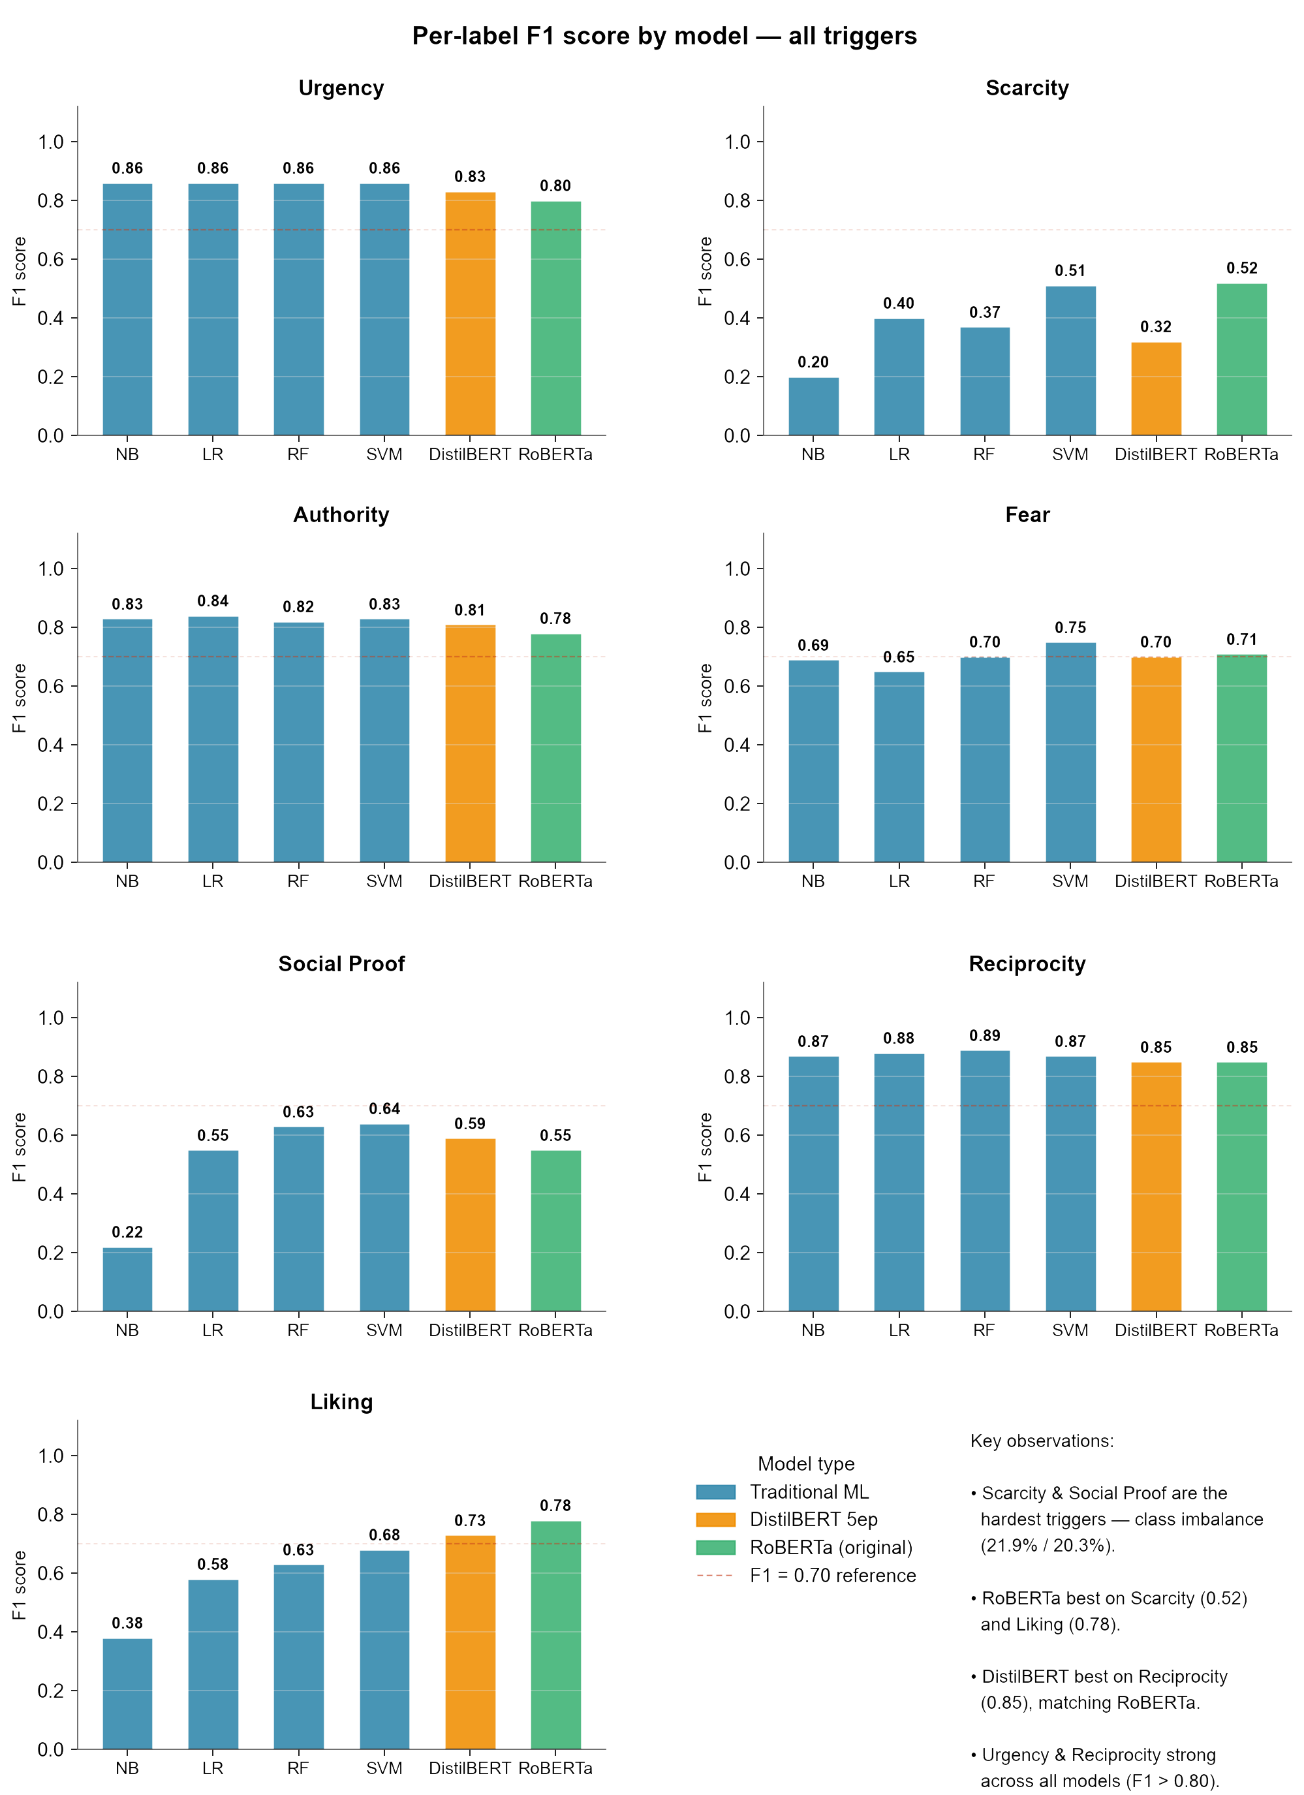 Per-label F1 score by model — all triggers
Urgency
F1 score
1.0
0.8
0.6
0.4
0.2
0.0
0.86 0.86 0.86 0.86 0.83 0.80
NB LR RF SVM DistilBERT RoBERTa
Scarcity
F1 score
1.0
0.8
0.6
0.4
0.2
0.0
0.20 0.40 0.37 0.51 0.32 0.52
NB LR RF SVM DistilBERT RoBERTa
Authority
F1 score
1.0
0.8
0.6
0.4
0.2
0.0
0.83 0.84 0.82 0.83 0.81 0.78
NB LR RF SVM DistilBERT RoBERTa
Fear
F1 score
1.0
0.8
0.6
0.4
0.2
0.0
0.69 0.65 0.70 0.75 0.70 0.71
NB LR RF SVM DistilBERT RoBERTa
Social Proof
F1 score
1.0
0.8
0.6
0.4
0.2
0.0
0.22 0.55 0.63 0.64 0.59 0.55
NB LR RF SVM DistilBERT RoBERTa
Reciprocity
F1 score
1.0
0.8
0.6
0.4
0.2
0.0
0.87 0.88 0.89 0.87 0.85 0.85
NB LR RF SVM DistilBERT RoBERTa
Liking
F1 score
1.0
0.8
0.6
0.4
0.2
0.0
0.38 0.58 0.63 0.68 0.73 0.78
NB LR RF SVM DistilBERT RoBERTa
Model type
Traditional ML
DistilBERT 5ep
RoBERTa (original)
F1 = 0.70 reference
Key observations:
• Scarcity & Social Proof are the
hardest triggers — class imbalance
(21.9% / 20.3%).
• RoBERTa best on Scarcity (0.52)
and Liking (0.78).
• DistilBERT best on Reciprocity
(0.85), matching RoBERTa.
• Urgency & Reciprocity strong
across all models (F1 > 0.80).